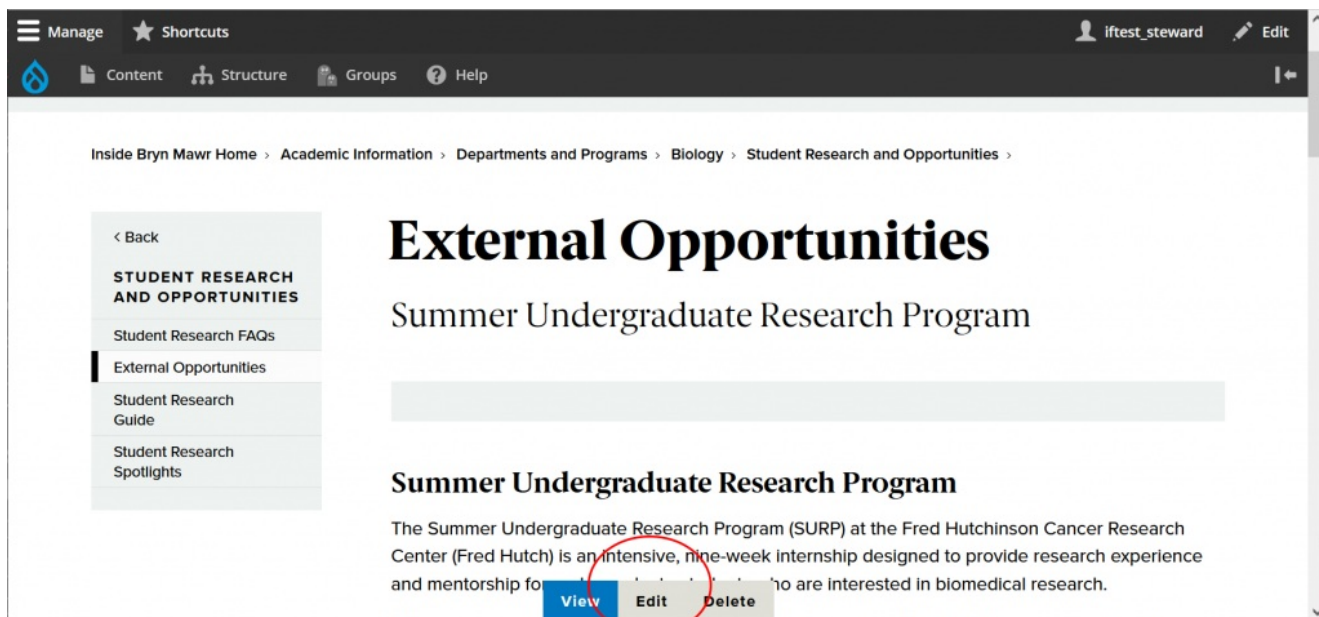 Manage Shortcuts iftest_steward Edit
Content Structure Groups Help
Inside Bryn Mawr Home › Academic Information › Departments and Programs › Biology › Student Research and Opportunities ›
‹ Back
STUDENT RESEARCH
AND OPPORTUNITIES
Student Research FAQs
External Opportunities
Student Research
Guide
Student Research
Spotlights
External Opportunities
Summer Undergraduate Research Program
Summer Undergraduate Research Program
The Summer Undergraduate Research Program (SURP) at the Fred Hutchinson Cancer Research
Center (Fred Hutch) is an intensive, nine-week internship designed to provide research experience
and mentorship who are interested in biomedical research.
View Edit Delete